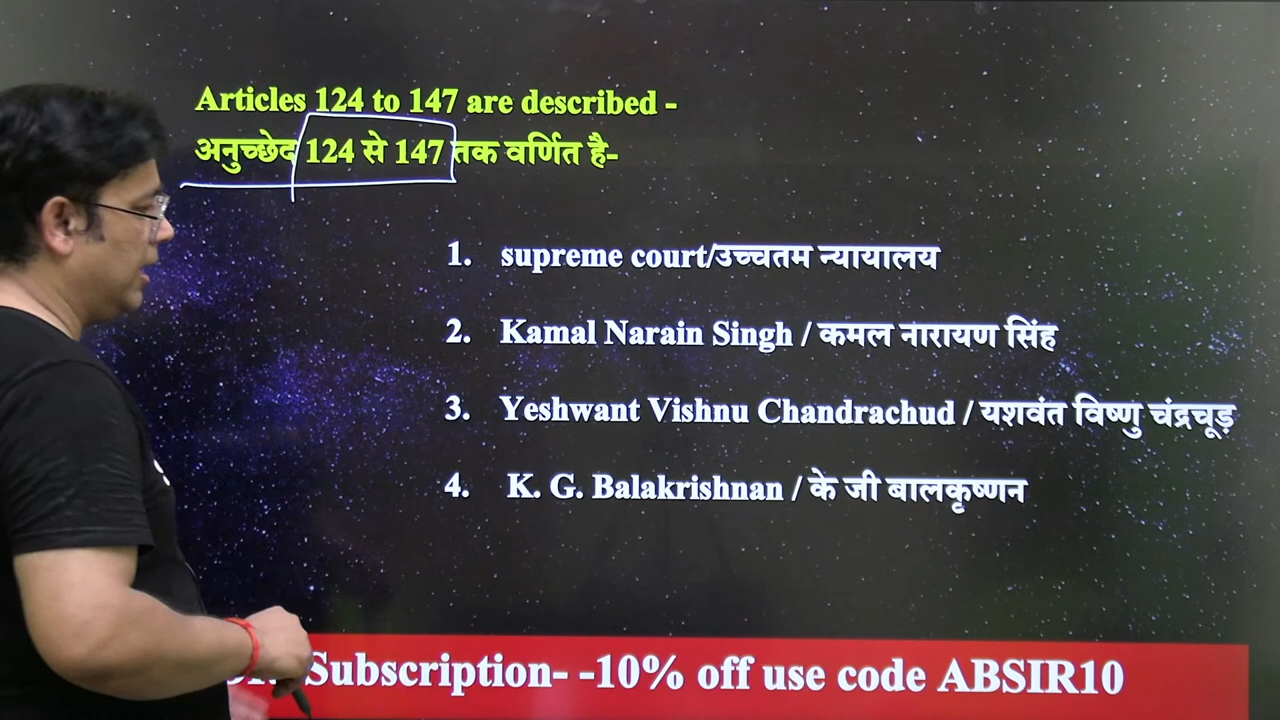 Articles 124 to 147 are described -
अनुच्छेद 124 से 147 तक वर्णित है-
1. supreme court/उच्चतम न्यायालय
2. Kamal Narain Singh / कमल नारायण सिंह
3. Yeshwant Vishnu Chandrachud / यशवंत विष्णु चंद्रचूड़
4. K. G. Balakrishnan / के जी बालकृष्णन
Subscription- -10% off use code ABSIR10